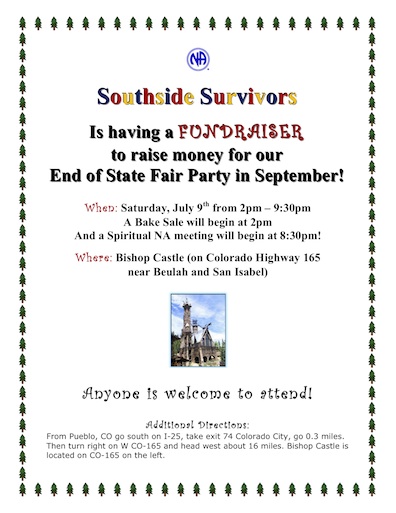 NA
Southside Survivors
Is having a FUNDRAISER
to raise money for our
End of State Fair Party in September!
When: Saturday, July 9th from 2pm – 9:30pm
A Bake Sale will begin at 2pm
And a Spiritual NA meeting will begin at 8:30pm!
Where: Bishop Castle (on Colorado Highway 165
near Beulah and San Isabel)
Anyone is welcome to attend!
Additional Directions:
From Pueblo, CO go south on I-25, take exit 74 Colorado City, go 0.3 miles.
Then turn right on W CO-165 and head west about 16 miles. Bishop Castle is
located on CO-165 on the left.